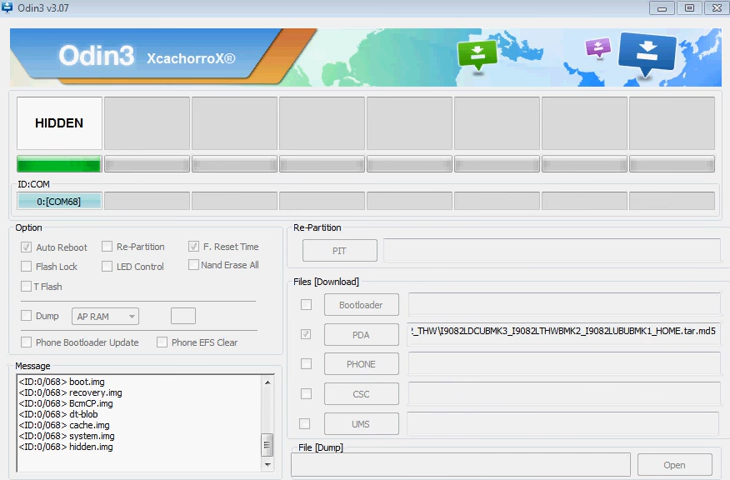 Odin3 v3.07
Odin3 XcachorroX®
HIDDEN
ID:COM
0:[COM68]
Option
Auto Reboot Re-Partition F. Reset Time
Flash Lock LED Control Nand Erase All
T Flash
Dump AP RAM
Phone Bootloader Update Phone EFS Clear
Message
<ID:0/068> boot.img
<ID:0/068> recovery.img
<ID:0/068> BcmCP.img
<ID:0/068> dt-blob
<ID:0/068> cache.img
<ID:0/068> system.img
<ID:0/068> hidden.img
Re-Partition
PIT
Files [Download]
Bootloader
PDA _THW\I9082LDCUBMK3_I9082LTHWBMK2_I9082LUBUBMK1_HOME.tar.md5
PHONE
CSC
UMS
File [Dump]
Open